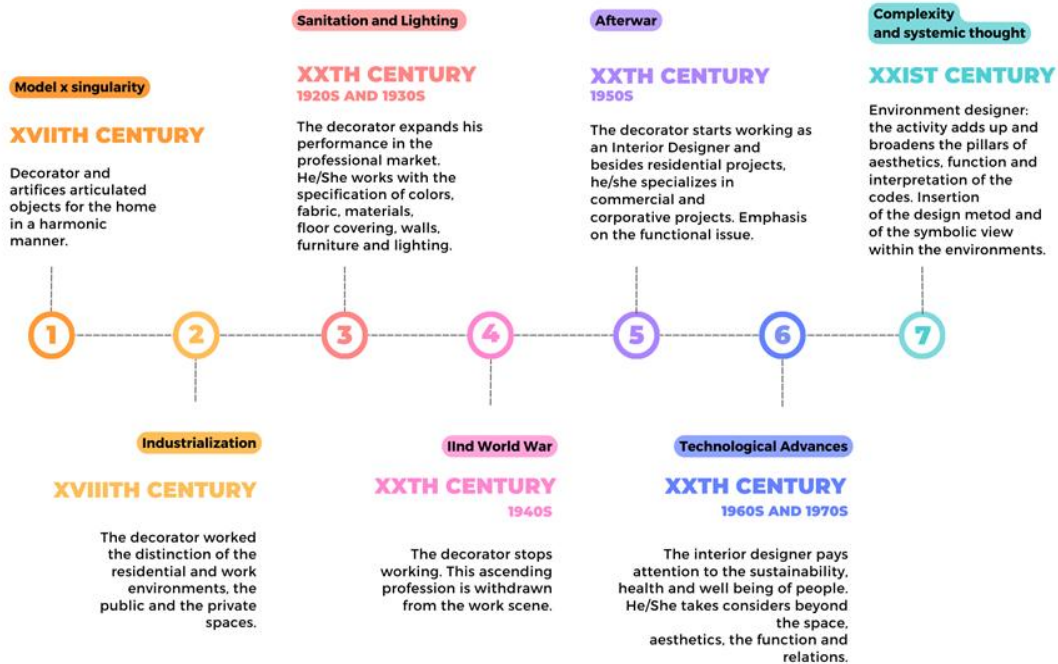 Model x singularity
XVIITH CENTURY
Decorator and
artifices articulated
objects for the home
in a harmonic
manner.
Sanitation and Lighting
XXTH CENTURY
1920S AND 1930S
The decorator expands his
performance in the
professional market.
He/She works with the
specification of colors,
fabric, materials,
floor covering, walls,
furniture and lighting.
Afterwar
XXTH CENTURY
1950S
The decorator starts working as
an Interior Designer and
besides residential projects,
he/she specializes in
commercial and
corporative projects. Emphasis
on the functional issue.
Complexity
and systemic thought
XXIST CENTURY
Environment designer:
the activity adds up and
broadens the pillars of
aesthetics, function and
interpretation of the
codes. Insertion
of the design metod and
of the symbolic view
within the environments.
1
2
3
4
5
6
7
Industrialization
XVIIITH CENTURY
The decorator worked
the distinction of the
residential and work
environments, the
public and the private
spaces.
IInd World War
XXTH CENTURY
1940S
The decorator stops
working. This ascending
profession is withdrawn
from the work scene.
Technological Advances
XXTH CENTURY
1960S AND 1970S
The interior designer pays
attention to the sustainability,
health and well being of people.
He/She takes considers beyond
the space,
aesthetics, the function and
relations.